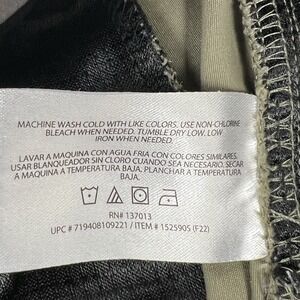 MACHINE WASH COLD WITH LIKE COLORS. USE NON-CHLORINE
BLEACH WHEN NEEDED. TUMBLE DRY LOW. LOW
IRON WHEN NEEDED
LAVAR A MAQUINA CON AGUA FRIA CON COLORES SIMILARES.
USAR BLANQUEADOR SIN CLORO CUANDO SEA NECESARIO. SECAR
A MAQUINA A TEMPERATURA BAJA. PLANCHAR
A TEMPERATURA BAJA.
RN# 137013
UPC # 719408109221 / ITEM # 1525905 (F22)